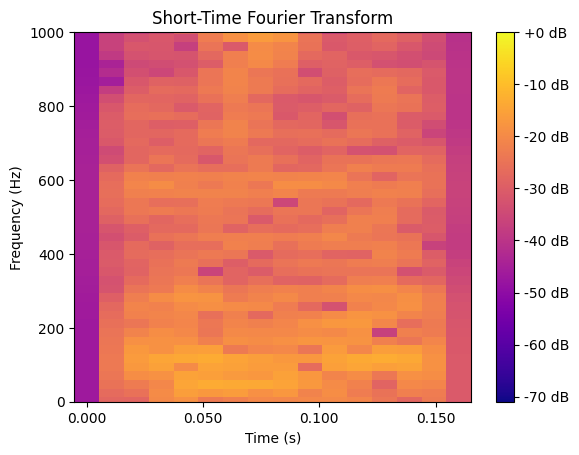 Short-Time Fourier Transform
1000
800
600
400
200
0
Frequency (Hz)
0.000
0.050
0.100
0.150
Time (s)
+0 dB
-10 dB
-20 dB
-30 dB
-40 dB
-50 dB
-60 dB
-70 dB